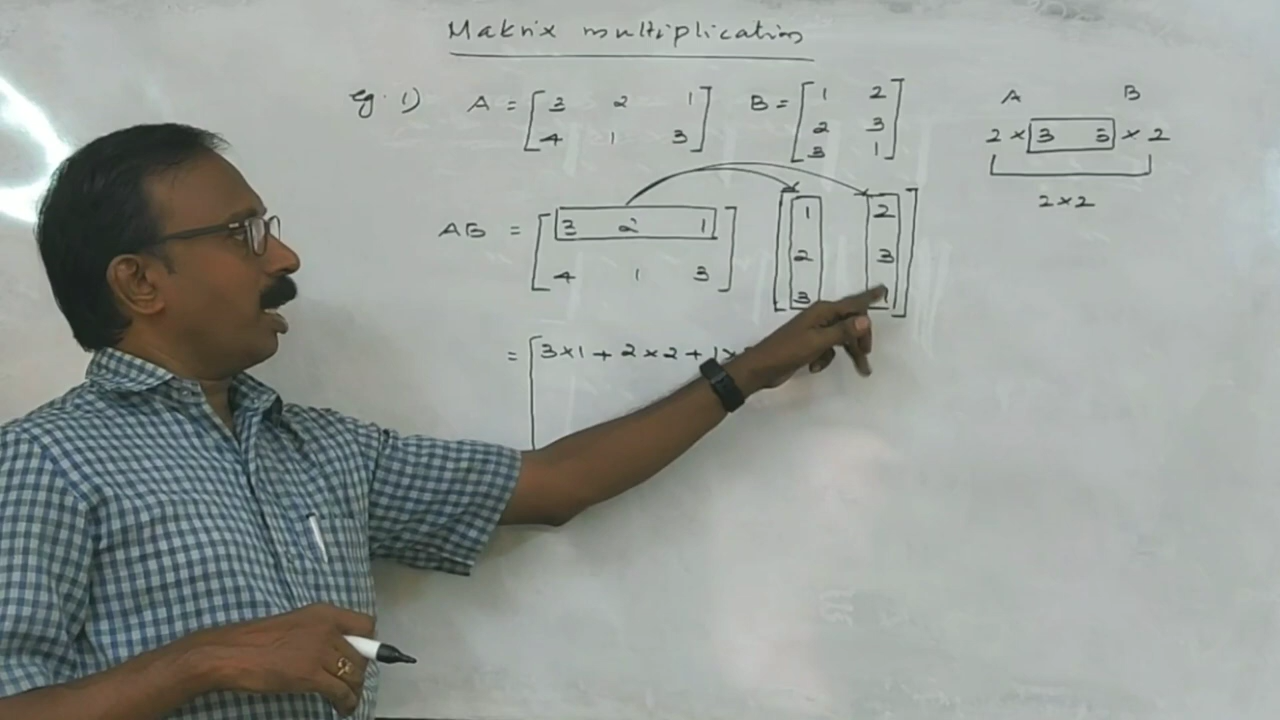 Matrix multiplication
eg. 1) A = [3 2 1 B = [1 2
4 1 3] 2 3
3 1]
A B
2 × 3 3 × 2
2×2
AB = [3 2 1 [1 2
4 1 3] 2 3
3 1]
= [3×1 + 2×2 + 1×